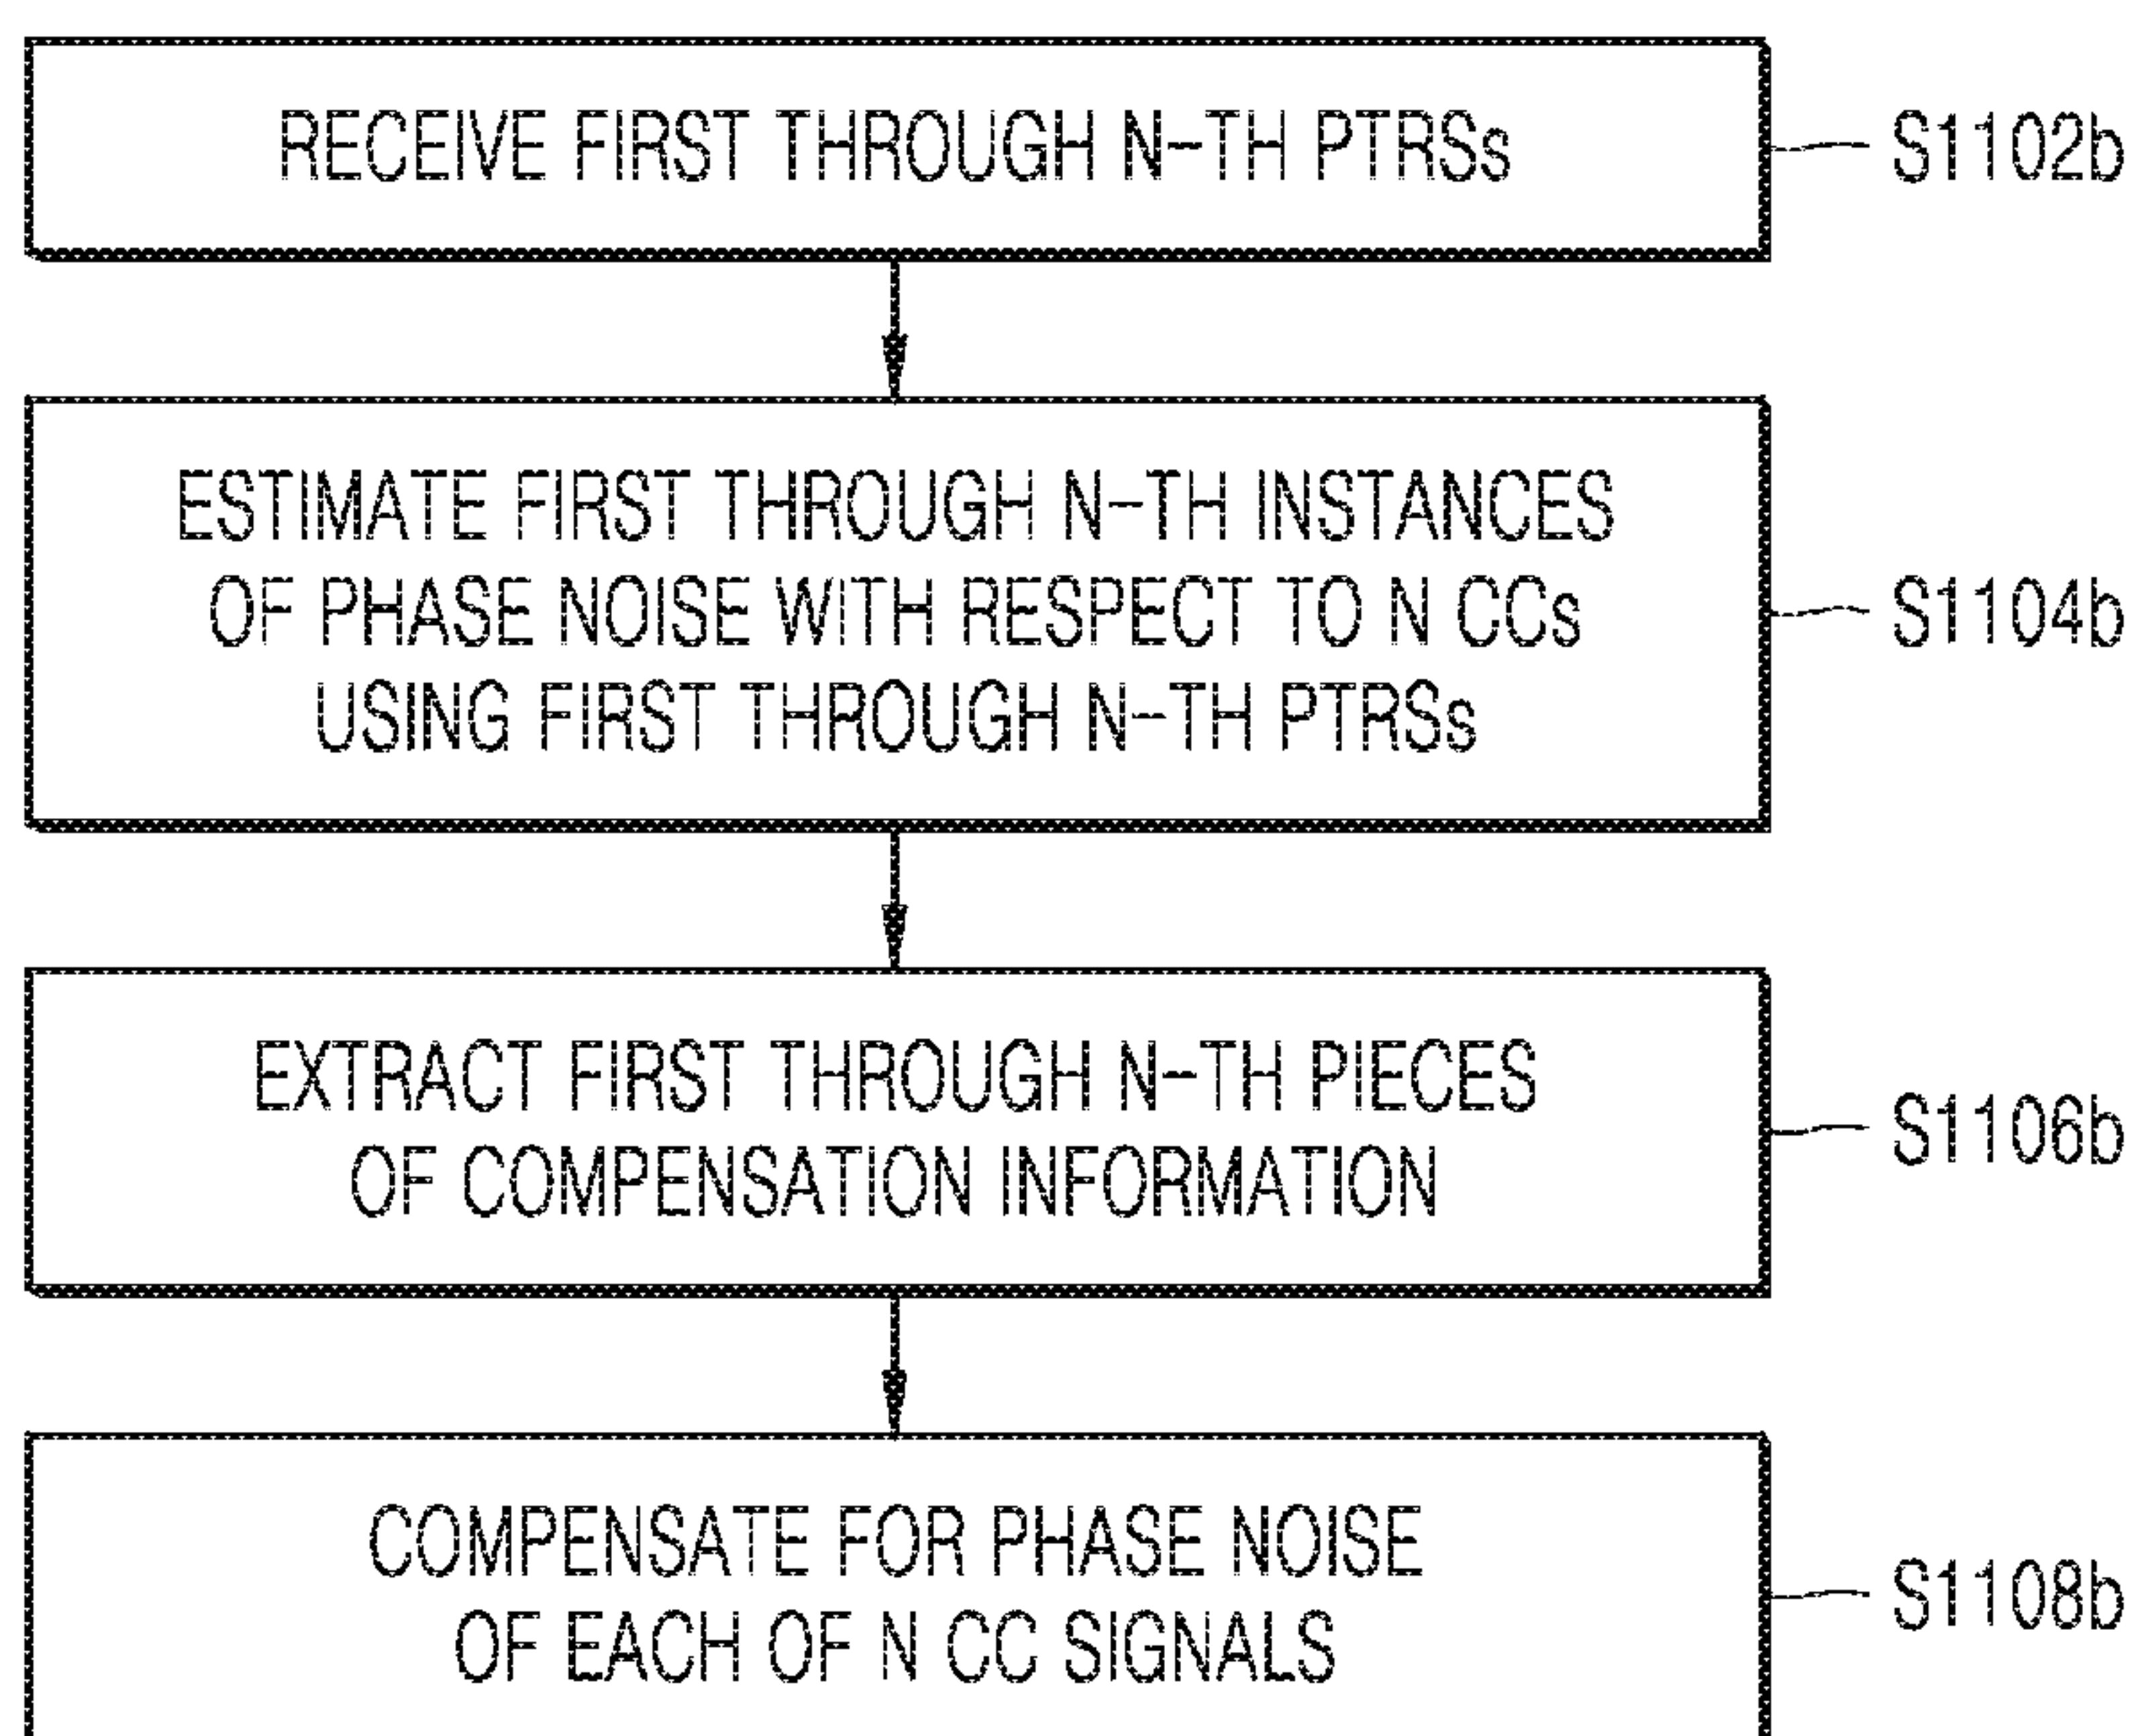 RECEIVE FIRST THROUGH N-TH PTRSs
S1102b
ESTIMATE FIRST THROUGH N-TH INSTANCES
OF PHASE NOISE WITH RESPECT TO N CCs
USING FIRST THROUGH N-TH PTRSs
S1104b
EXTRACT FIRST THROUGH N-TH PIECES
OF COMPENSATION INFORMATION
S1106b
COMPENSATE FOR PHASE NOISE
OF EACH OF N CC SIGNALS
S1108b